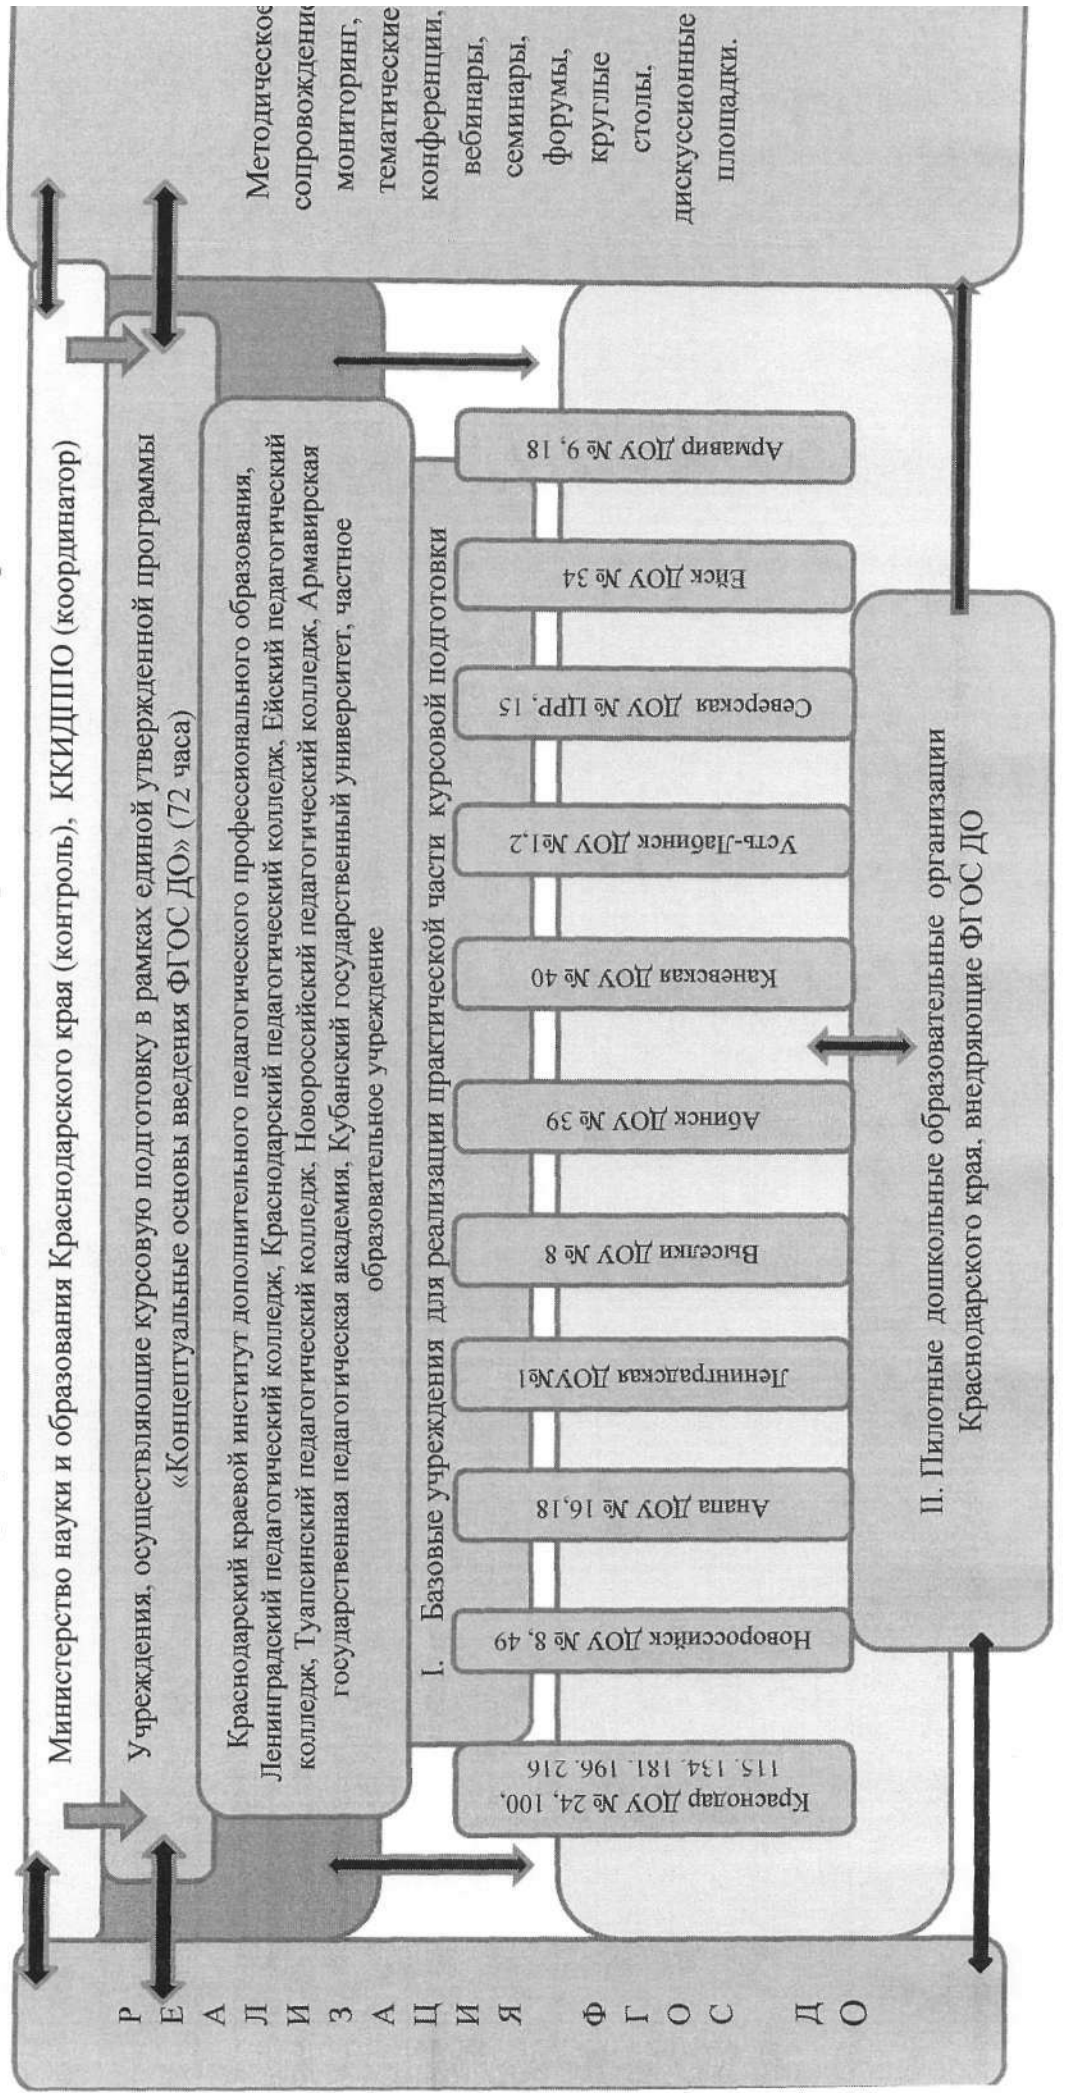 РЕАЛИЗАЦИЯ ФГОС ДО
Министерство науки и образования Краснодарского края (контроль), ККИДППО (координатор)
Учреждения, осуществляющие курсовую подготовку в рамках единой утвержденной программы
«Концептуальные основы введения ФГОС ДО» (72 часа)
Краснодарский краевой институт дополнительного педагогического профессионального образования,
Ленинградский педагогический колледж, Краснодарский педагогический колледж, Ейский педагогический
колледж, Туапсинский педагогический колледж, Новороссийский педагогический колледж, Армавирская
государственная педагогическая академия, Кубанский государственный университет, частное
образовательное учреждение
I. Базовые учреждения для реализации практической части курсовой подготовки
Краснодар ДОУ № 24, 100,
115. 134. 181. 196. 216
Новороссийск ДОУ № 8, 49
Анапа ДОУ № 16,18
Ленинградская ДОУ№1
Выселки ДОУ № 8
Абинск ДОУ № 39
Каневская ДОУ № 40
Усть-Лабинск ДОУ №1,2
Северская ДОУ № ЦРР, 15
Ейск ДОУ № 34
Армавир ДОУ № 9, 18
II. Пилотные дошкольные образовательные организации
Краснодарского края, внедряющие ФГОС ДО
Методическое
сопровождение
мониторинг,
тематические
конференции,
вебинары,
семинары,
форумы,
круглые
столы,
дискуссионные
площадки.